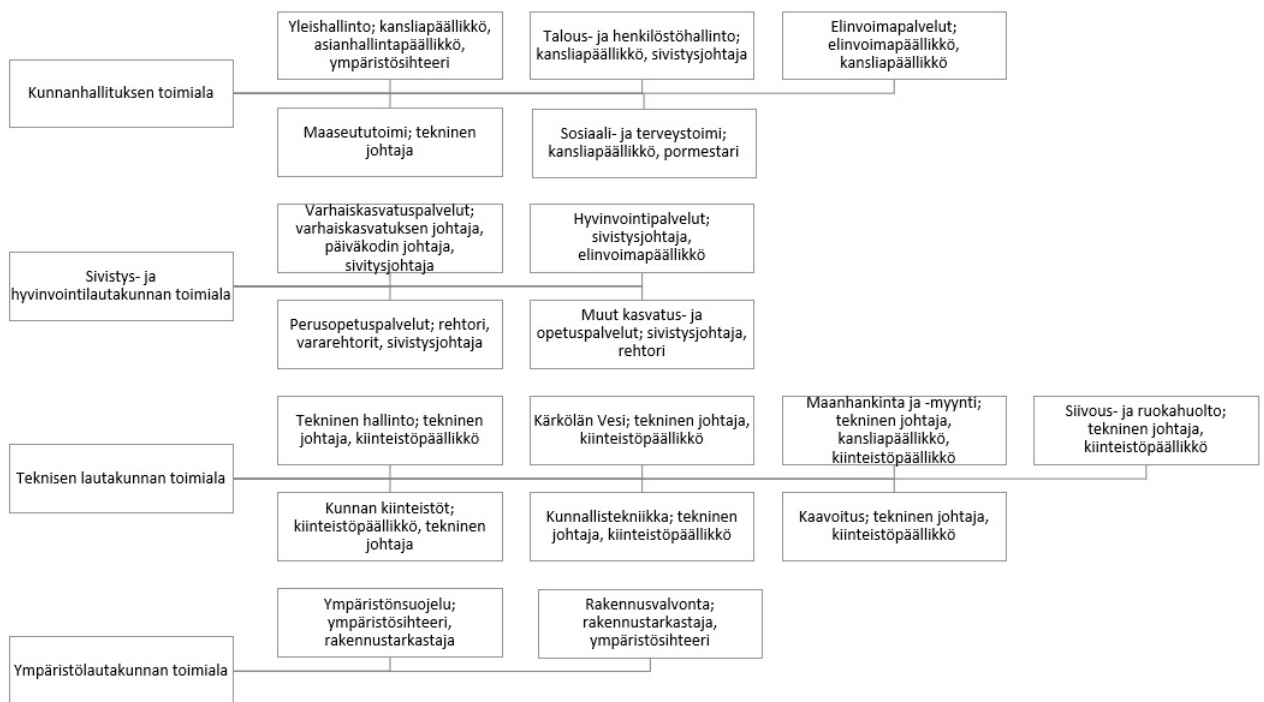 Kunnanhallituksen toimiala
Yleishallinto; kansliapäällikkö,
asianhallintapäällikkö,
ympäristösihteeri
Talous- ja henkilöstöhallinto;
kansliapäällikkö, sivistysjohtaja
Elinvoimapalvelut;
elinvoimapäällikkö,
kansliapäällikkö
Maaseututoimi; tekninen
johtaja
Sosiaali- ja terveystoimi;
kansliapäällikkö, pormestari
Sivistys- ja
hyvinvointilautakunnan toimiala
Varhaiskasvatuspalvelut;
varhaiskasvatuksen johtaja,
päiväkodin johtaja,
sivitysjohtaja
Hyvinvointipalvelut;
sivistysjohtaja,
elinvoimapäällikkö
Perusopetuspalvelut; rehtori,
vararehtorit, sivistysjohtaja
Muut kasvatus- ja
opetuspalvelut; sivistysjohtaja,
rehtori
Teknisen lautakunnan toimiala
Tekninen hallinto; tekninen
johtaja, kiinteistöpäällikkö
Kärkölän Vesi; tekninen johtaja,
kiinteistöpäällikkö
Maanhankinta ja -myynti;
tekninen johtaja,
kansliapäällikkö,
kiinteistöpäällikkö
Siivous- ja ruokahuolto;
tekninen johtaja,
kiinteistöpäällikkö
Kunnan kiinteistöt;
kiinteistöpäällikkö, tekninen
johtaja
Kunnallistekniikka; tekninen
johtaja, kiinteistöpäällikkö
Kaavoitus; tekninen johtaja,
kiinteistöpäällikkö
Ympäristölautakunnan toimiala
Ympäristönsuojelu;
ympäristösihteeri,
rakennustarkastaja
Rakennusvalvonta;
rakennustarkastaja,
ympäristösihteeri